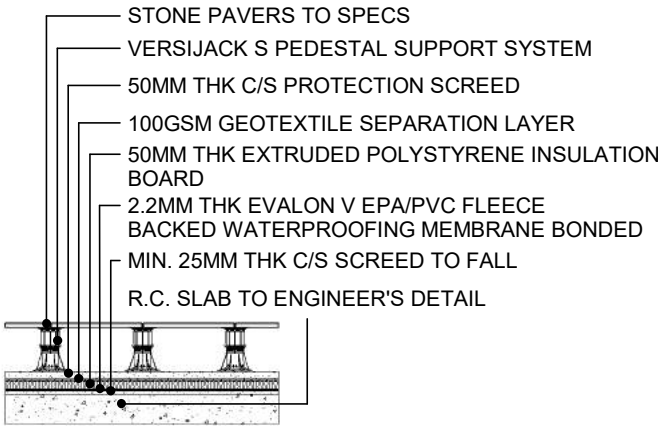 STONE PAVERS TO SPECS
VERSIJACK S PEDESTAL SUPPORT SYSTEM
50MM THK C/S PROTECTION SCREED
100GSM GEOTEXTILE SEPARATION LAYER
50MM THK EXTRUDED POLYSTYRENE INSULATION
BOARD
2.2MM THK EVALON V EPA/PVC FLEECE
BACKED WATERPROOFING MEMBRANE BONDED
MIN. 25MM THK C/S SCREED TO FALL
R.C. SLAB TO ENGINEER'S DETAIL